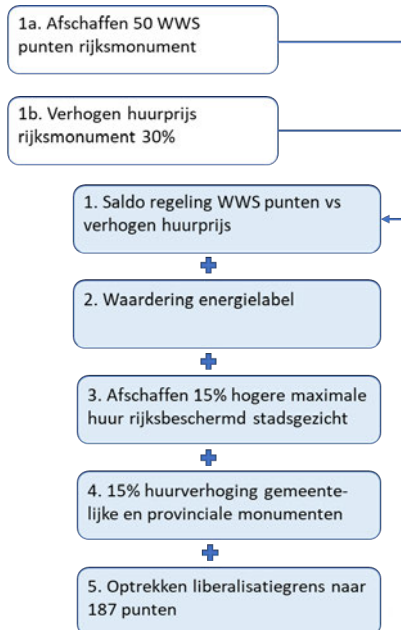 1a. Afschaffen 50 WWS
punten rijksmonument
1b. Verhogen huurprijs
rijksmonument 30%
1. Saldo regeling WWS punten vs
verhogen huurprijs
2. Waardering energielabel
3. Afschaffen 15% hogere maximale
huur rijksbeschermd stadsgezicht
4. 15% huurverhoging gemeente-
lijke en provinciale monumenten
5. Optrekken liberalisatiegrens naar
187 punten